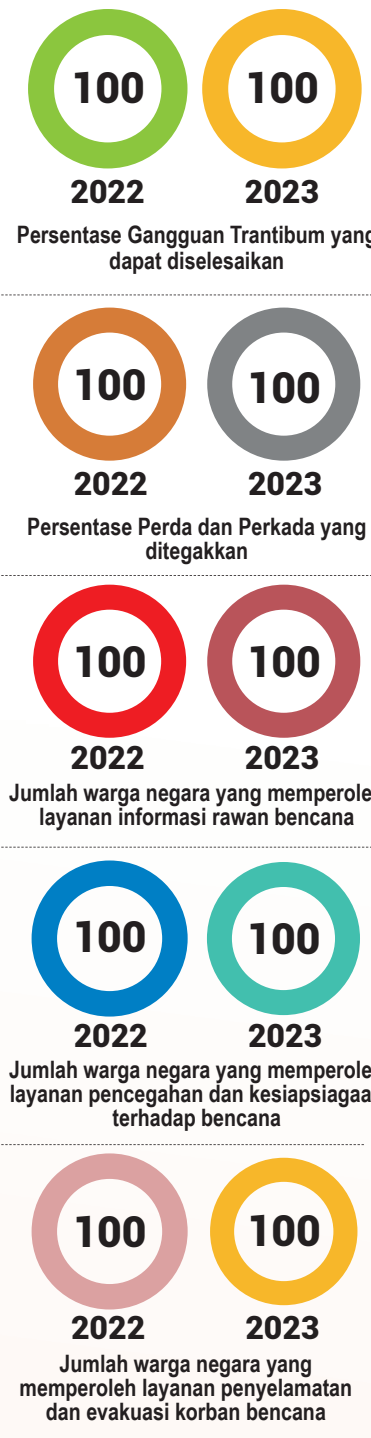 100 100
2022 2023
Persentase Gangguan Trantibum yang
dapat diselesaikan
100 100
2022 2023
Persentase Perda dan Perkada yang
ditegakkan
100 100
2022 2023
Jumlah warga negara yang memperole
layanan informasi rawan bencana
100 100
2022 2023
Jumlah warga negara yang memperole
layanan pencegahan dan kesiapsiagaa
terhadap bencana
100 100
2022 2023
Jumlah warga negara yang
memperoleh layanan penyelamatan
dan evakuasi korban bencana